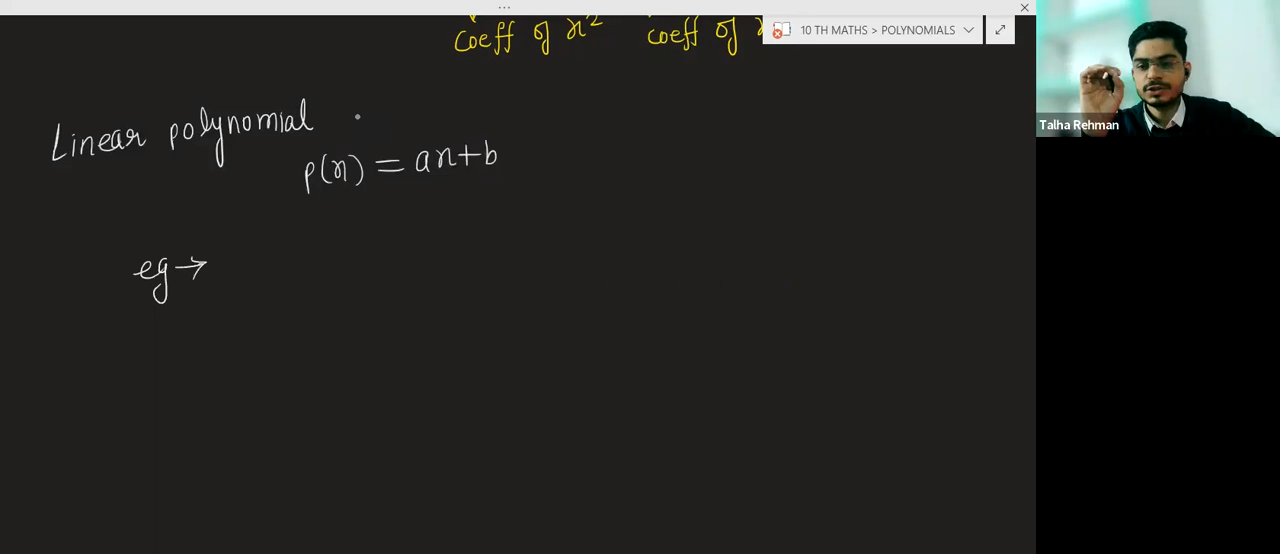 coeff of x² coeff of
10 TH MATHS > POLYNOMIALS
Talha Rehman
Linear polynomial
p(x) = ax+b
eg →